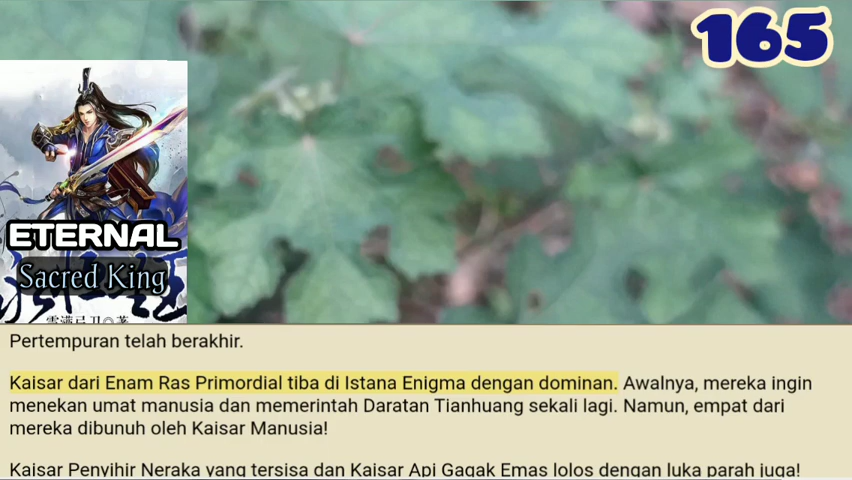 165
ETERNAL
Sacred King
Pertempuran telah berakhir.
Kaisar dari Enam Ras Primordial tiba di Istana Enigma dengan dominan. Awalnya, mereka ingin
menekan umat manusia dan memerintah Daratan Tianhuang sekali lagi. Namun, empat dari
mereka dibunuh oleh Kaisar Manusia!
Kaisar Penyihir Neraka yang tersisa dan Kaisar Api Gagak Emas lolos dengan luka parah juga!